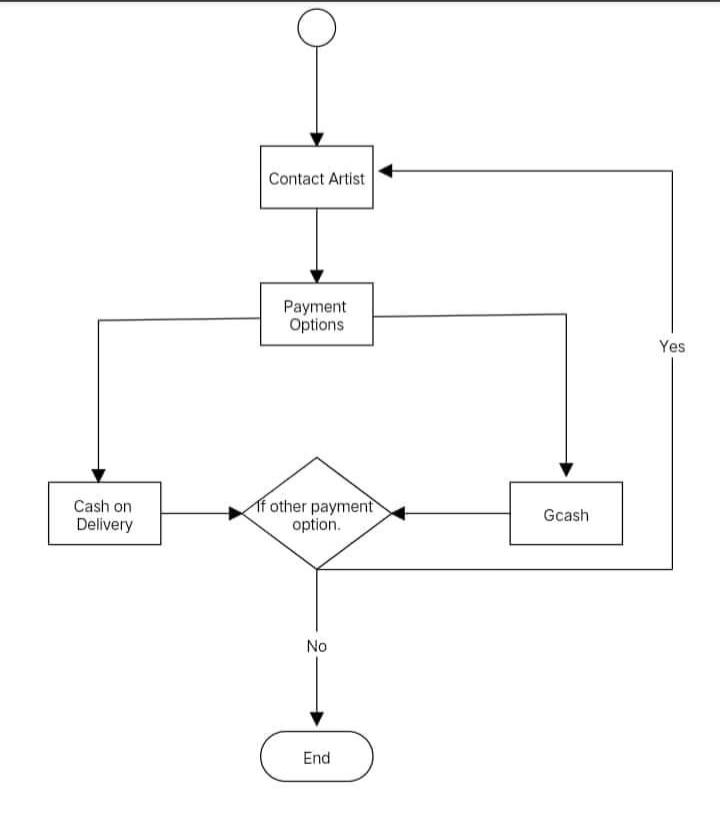 Contact Artist
Payment
Options
Yes
Cash on
Delivery
If other payment
option.
Gcash
No
End